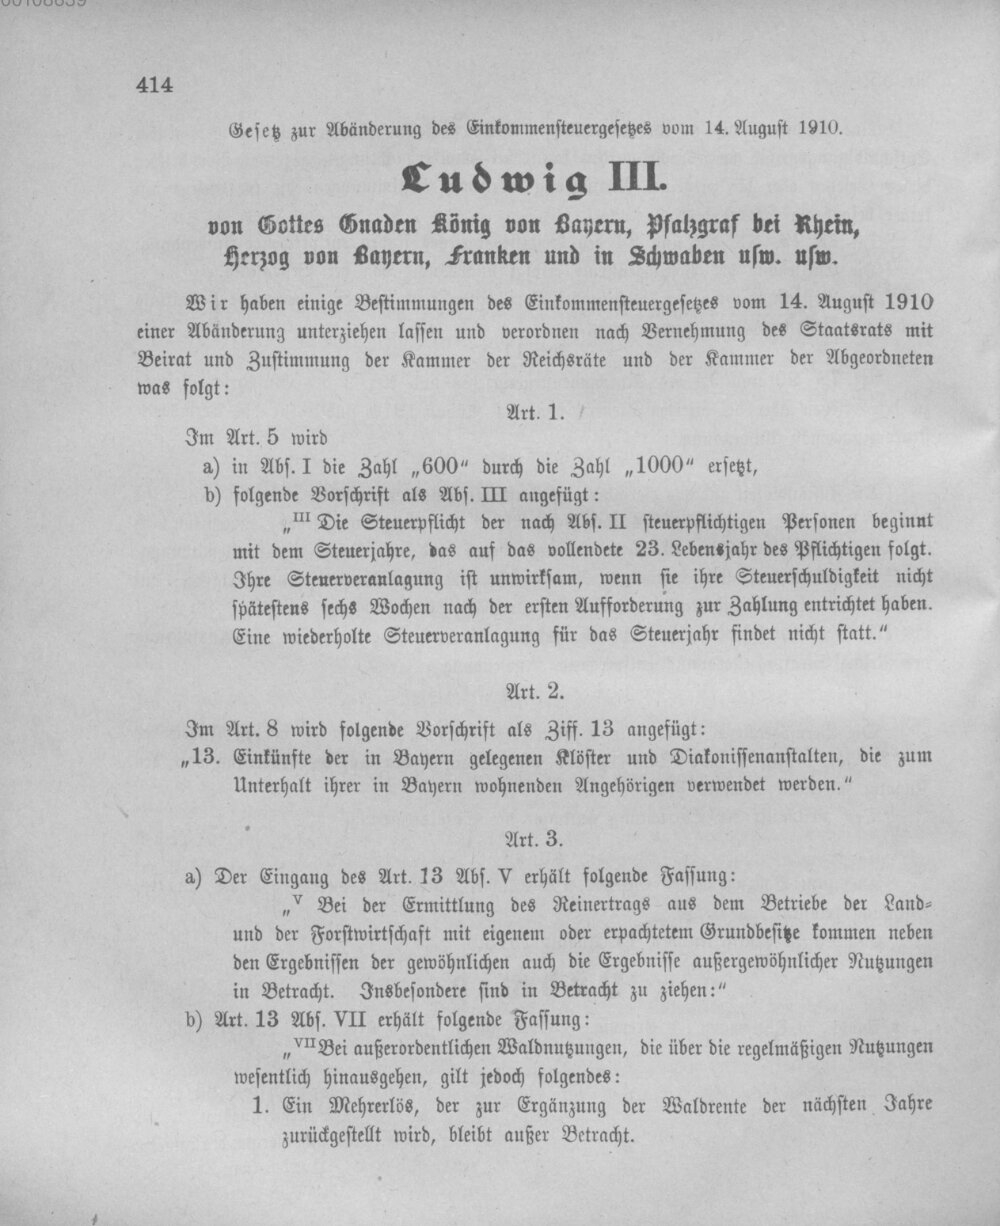 414
Gesetz zur Abänderung des Einkommensteuergesetzes vom 14. August 1910.
Ludwig III.
von Gottes Gnaden König von Bayern, Pfalzgraf bei Rhein,
Herzog von Bayern, Franken und in Schwaben usw. usw.
Wir haben einige Bestimmungen des Einkommensteuergesetzes vom 14. August 1910
einer Abänderung unterziehen lassen und verordnen nach Vernehmung des Staatsrats mit
Beirat und Zustimmung der Kammer der Reichsräte und der Kammer der Abgeordneten
was folgt:
Art. 1.
Im Art. 5 wird
a) in Abs. I die Zahl „600“ durch die Zahl „1000“ ersetzt,
b) folgende Vorschrift als Abs. III angefügt:
„III Die Steuerpflicht der nach Abs. II steuerpflichtigen Personen beginnt
mit dem Steuerjahre, das auf das vollendete 23. Lebensjahr des Pflichtigen folgt.
Ihre Steuerveranlagung ist unwirksam, wenn sie ihre Steuerschuldigkeit nicht
spätestens sechs Wochen nach der ersten Aufforderung zur Zahlung entrichtet haben.
Eine wiederholte Steuerveranlagung für das Steuerjahr findet nicht statt.“
Art. 2.
Im Art. 8 wird folgende Vorschrift als Ziff. 13 angefügt:
„13. Einkünfte der in Bayern gelegenen Klöster und Diakonissenanstalten, die zum
Unterhalt ihrer in Bayern wohnenden Angehörigen verwendet werden.“
Art. 3.
a) Der Eingang des Art. 13 Abs. V erhält folgende Fassung:
„V Bei der Ermittlung des Reinertrags aus dem Betriebe der Land-
und der Forstwirtschaft mit eigenem oder erpachtetem Grundbesitze kommen neben
den Ergebnissen der gewöhnlichen auch die Ergebnisse außergewöhnlicher Nutzungen
in Betracht. Insbesondere sind in Betracht zu ziehen:“
b) Art. 13 Abs. VII erhält folgende Fassung:
„VII Bei außerordentlichen Waldnutzungen, die über die regelmäßigen Nutzungen
wesentlich hinausgehen, gilt jedoch folgendes:
1. Ein Mehrerlös, der zur Ergänzung der Waldrente der nächsten Jahre
zurückgestellt wird, bleibt außer Betracht.